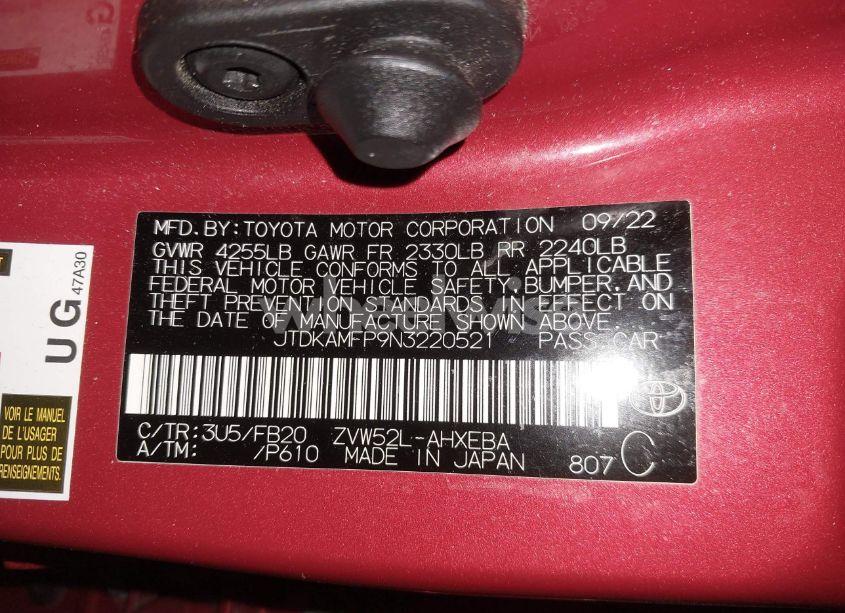 MFD. BY: TOYOTA MOTOR CORPORATION 09/22
GVWR 4255LB GAWR FR 2330LB RR 2240LB
THIS VEHICLE CONFORMS TO ALL APPLICABLE
FEDERAL MOTOR VEHICLE SAFETY, BUMPER, AND
THEFT PREVENTION STANDARDS IN EFFECT ON
THE DATE OF MANUFACTURE SHOWN ABOVE.
JTDKAMFP9N3220521 PASS. CAR
C/TR: 3U5/FB20 ZVW52L-AHXEBA
A/TM: /P610 MADE IN JAPAN 807 C
UG 47A30
VOIR LE MANUEL
DE L'USAGER
POUR PLUS DE
RENSEIGNEMENTS.